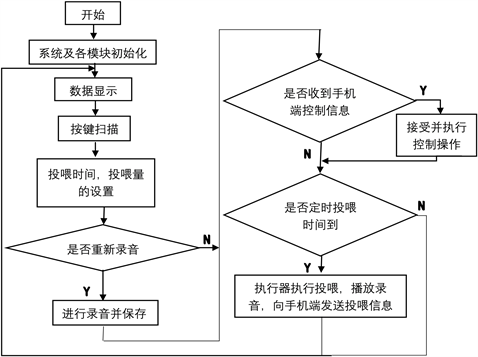 开始
系统及各模块初始化
数据显示
按键扫描
投喂时间，投喂量
的设置
是否重新录音
N
Y
进行录音并保存
是否收到手机
端控制信息
Y
接受并执行
控制操作
N
是否定时投喂
时间到
N
Y
执行器执行投喂，播放录
音，向手机端发送投喂信息